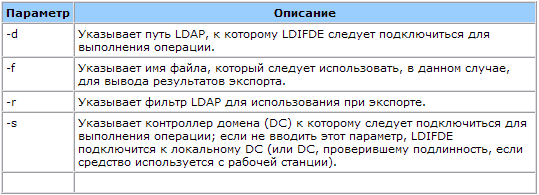 Параметр Описание
-d Указывает путь LDAP, к которому LDIFDE следует подключиться для
выполнения операции.
-f Указывает имя файла, который следует использовать, в данном случае,
для вывода результатов экспорта.
-r Указывает фильтр LDAP для использования при экспорте.
-s Указывает контроллер домена (DC) к которому следует подключиться для
выполнения операции; если не вводить этот параметр, LDIFDE
подключится к локальному DC (или DC, проверившему подлинность, если
средство используется с рабочей станции).